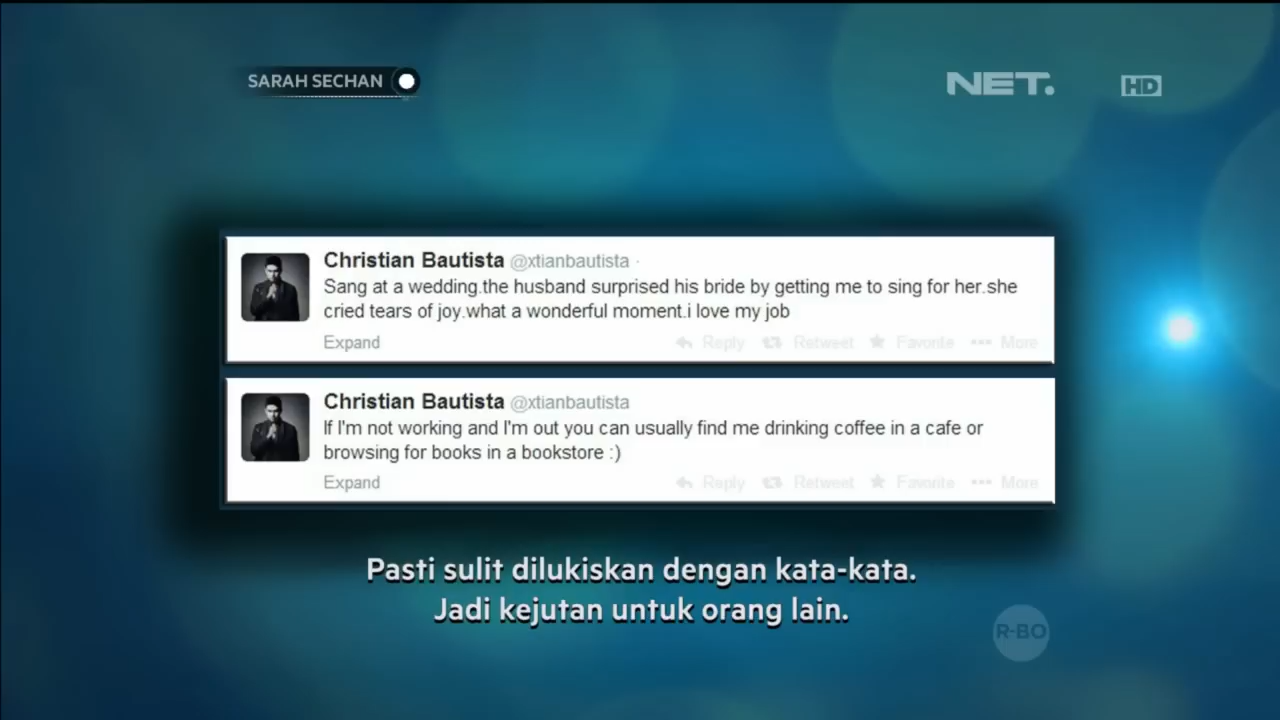 SARAH SECHAN
NET.
HD
Christian Bautista @xtianbautista ·
Sang at a wedding.the husband surprised his bride by getting me to sing for her.she
cried tears of joy.what a wonderful moment.i love my job
Expand Reply Retweet Favorite More
Christian Bautista @xtianbautista
If I'm not working and I'm out you can usually find me drinking coffee in a cafe or
browsing for books in a bookstore :)
Expand Reply Retweet Favorite More
Pasti sulit dilukiskan dengan kata-kata.
Jadi kejutan untuk orang lain.
R-BO